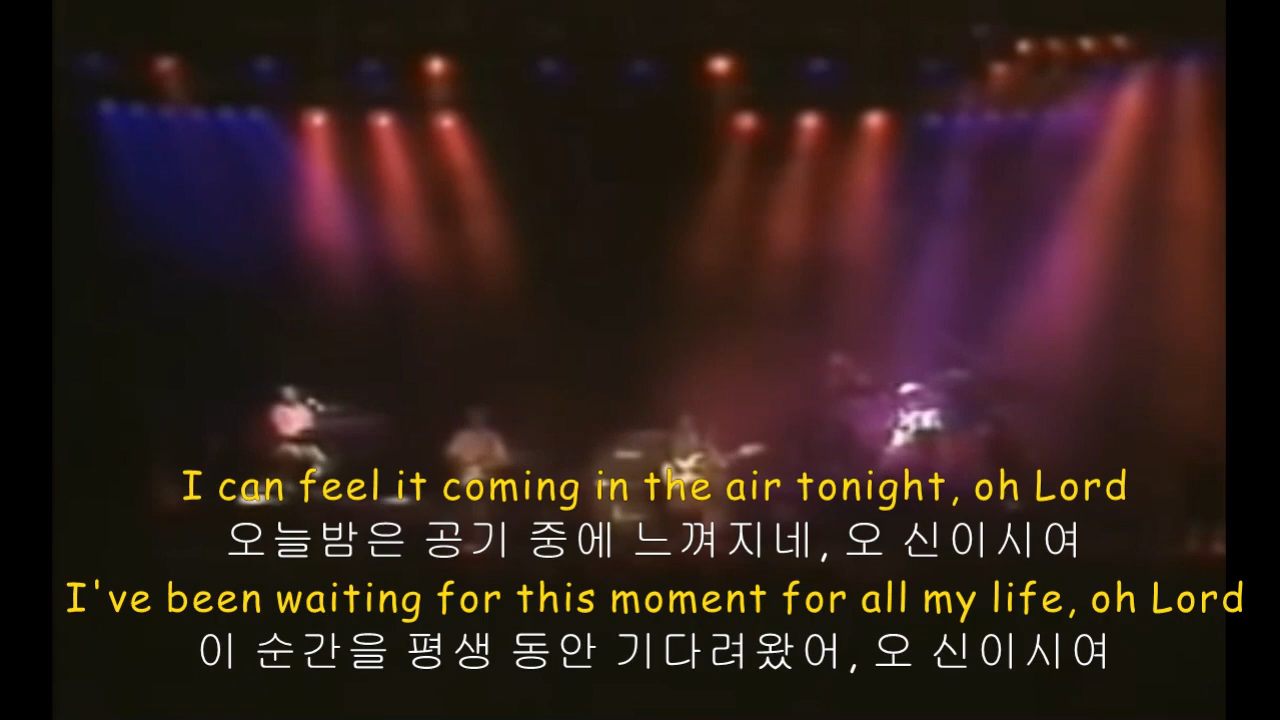 I can feel it coming in the air tonight, oh Lord
오늘밤은 공기 중에 느껴지네, 오 신이시여
I've been waiting for this moment for all my life, oh Lord
이 순간을 평생 동안 기다려왔어, 오 신이시여